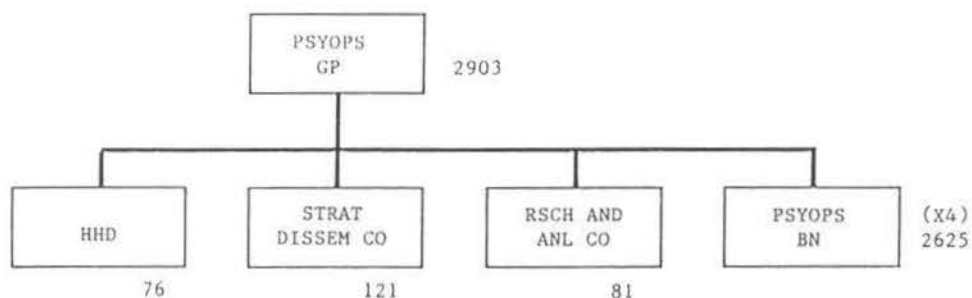 PSYOPS
GP
2903
HHD
STRAT
DISSEM CO
RSCH AND
ANL CO
PSYOPS
BN
(X4)
2625
76
121
81